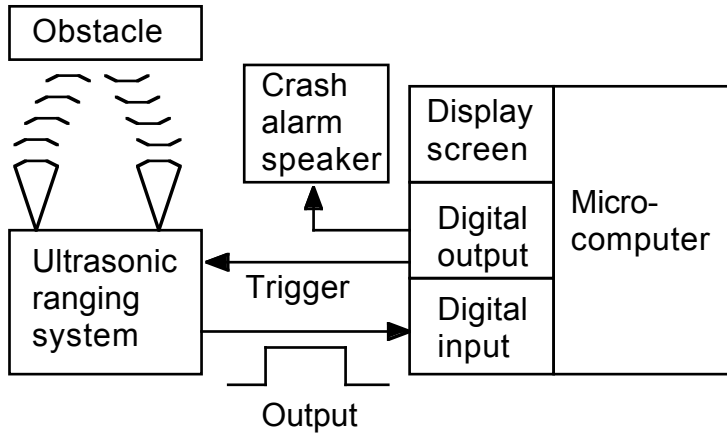 Obstacle
Crash
alarm
speaker
Display
screen
Digital
output
Micro-
computer
Ultrasonic
ranging
system
Trigger
Digital
input
Output